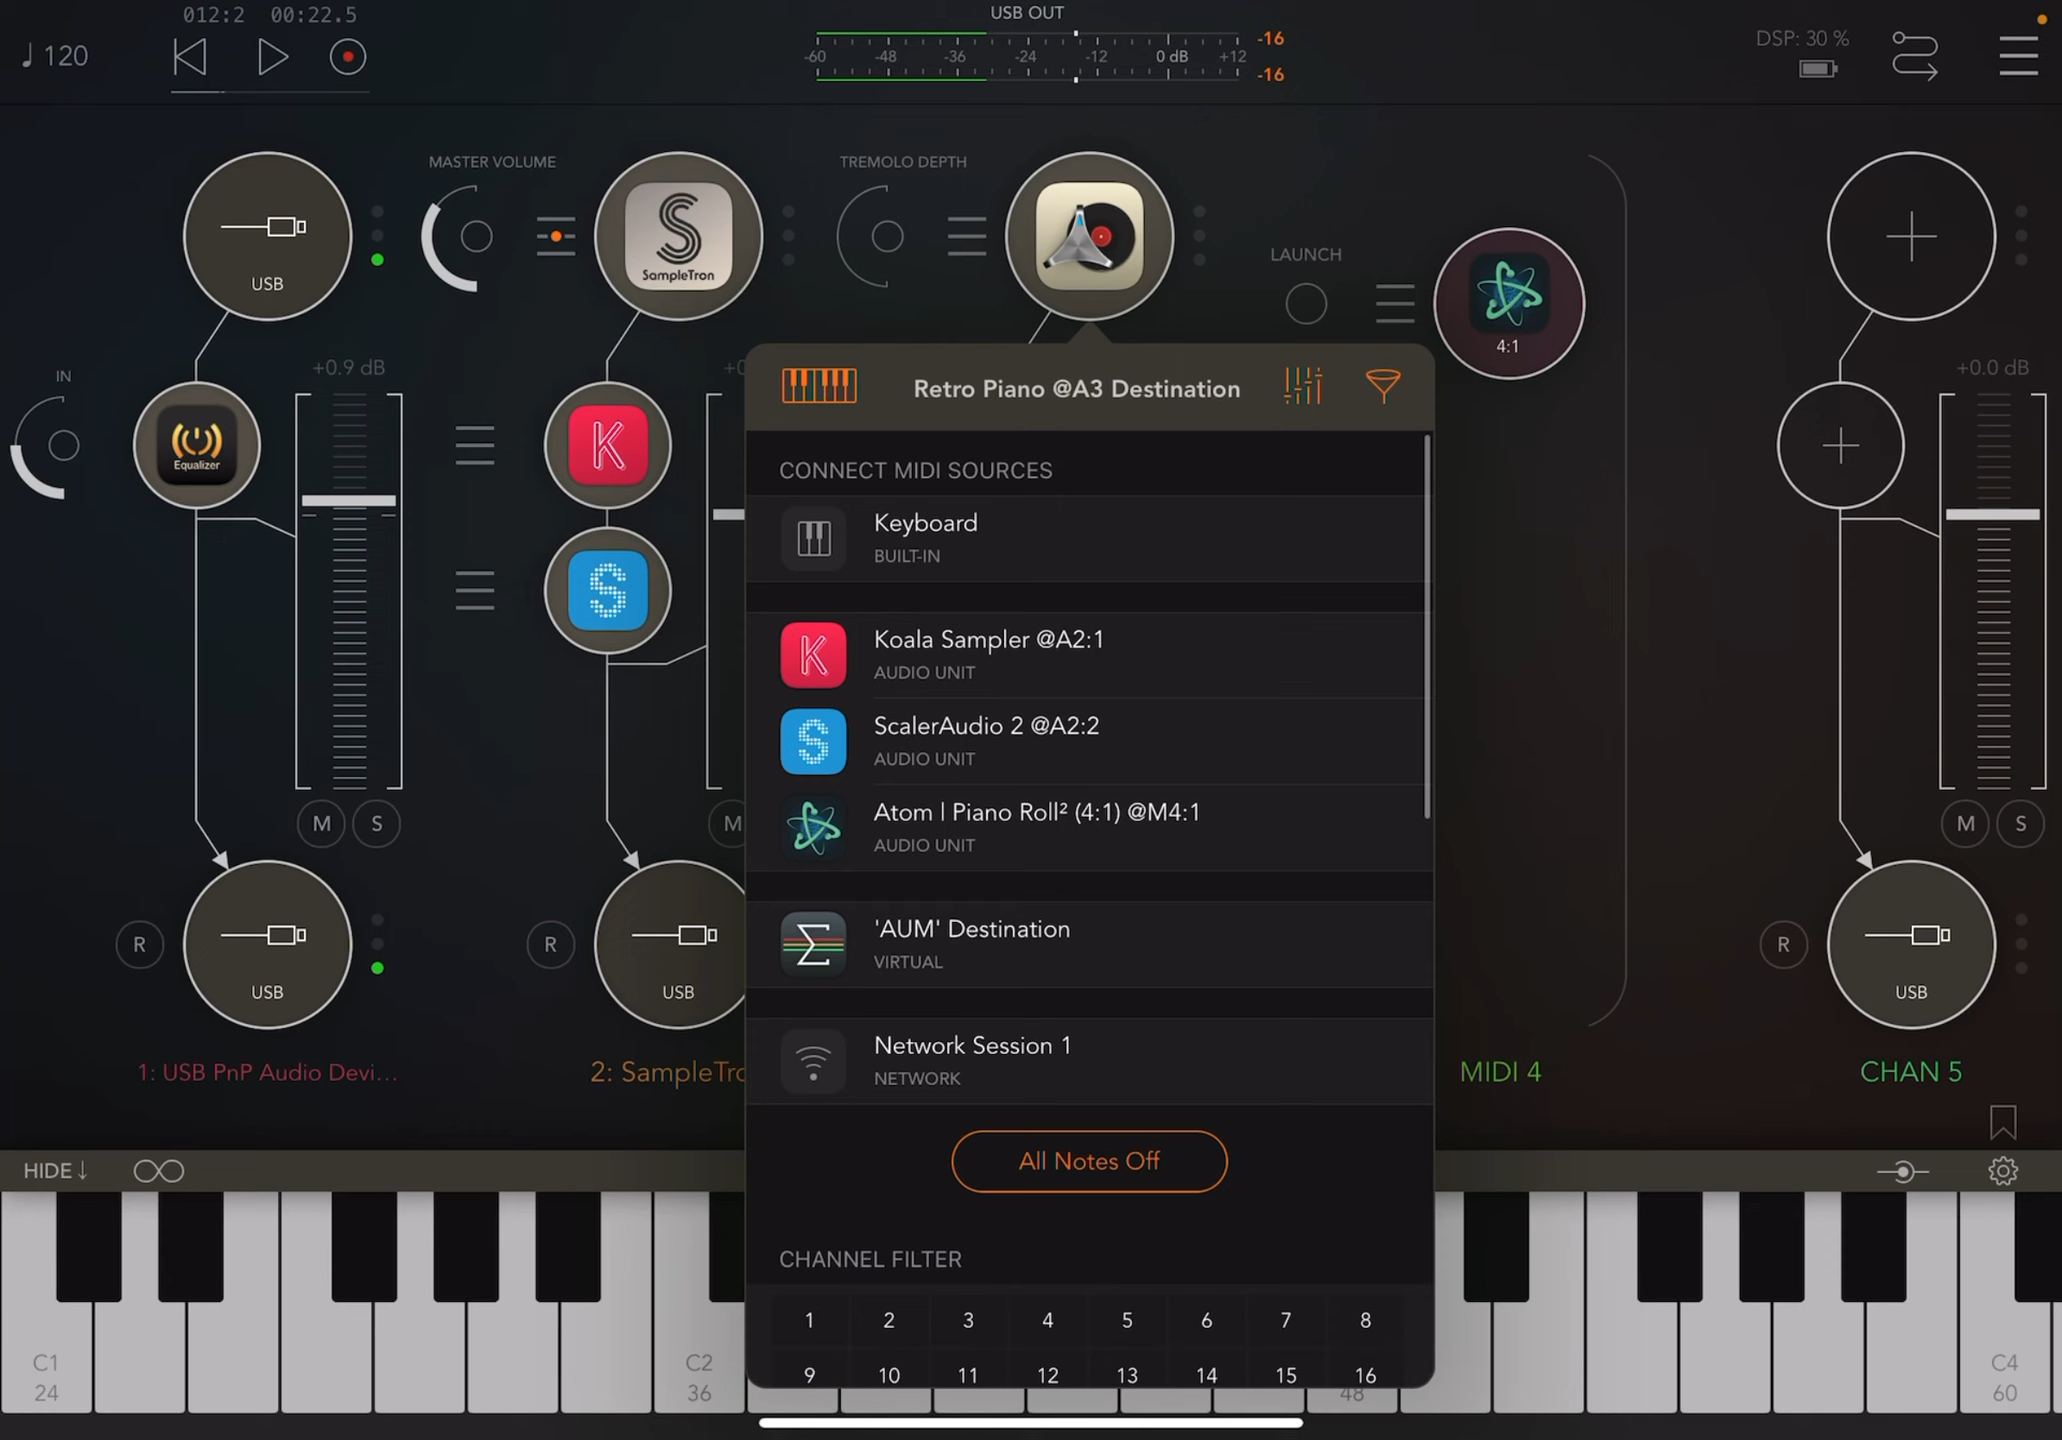 012:2 00:22.5
♩ 120
USB OUT
-60 -48 -36 -24 -12 0 dB +12
-16
-16
DSP: 30 %
MASTER VOLUME
TREMOLO DEPTH
LAUNCH
USB
S
SampleTron
4:1
IN
+0.9 dB
+0.0 dB
Equalizer
K
S
M S
M
M S
R
USB
R
USB
R
USB
1: USB PnP Audio Devi...
2: SampleTro
MIDI 4
CHAN 5
Retro Piano @A3 Destination
CONNECT MIDI SOURCES
Keyboard
BUILT-IN
K
Koala Sampler @A2:1
AUDIO UNIT
S
ScalerAudio 2 @A2:2
AUDIO UNIT
Atom | Piano Roll² (4:1) @M4:1
AUDIO UNIT
Σ
'AUM' Destination
VIRTUAL
Network Session 1
NETWORK
All Notes Off
CHANNEL FILTER
1 2 3 4 5 6 7 8
9 10 11 12 13 14 15 16
HIDE↓
C1
24
C2
36
48
C4
60